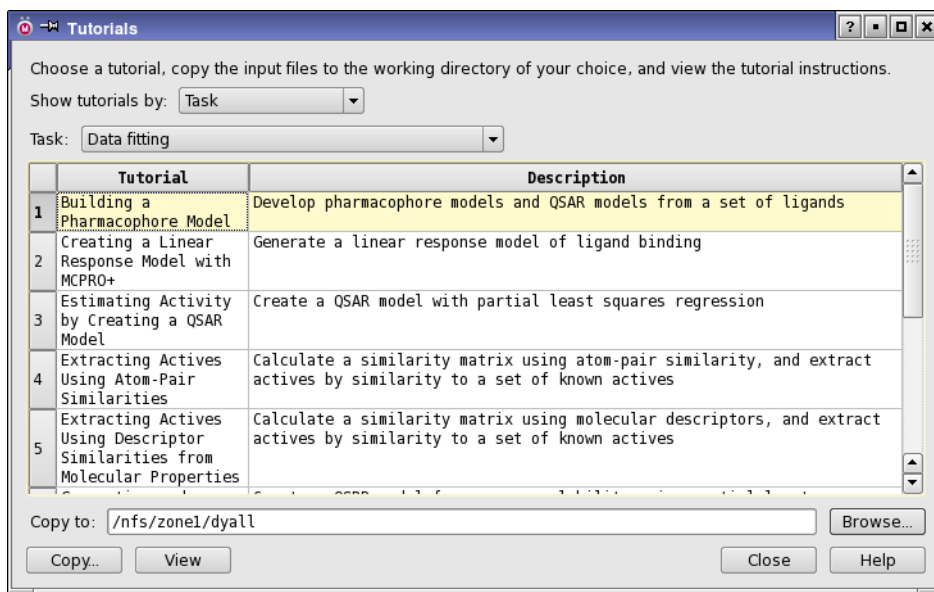 Tutorials
Choose a tutorial, copy the input files to the working directory of your choice, and view the tutorial instructions.
Show tutorials by: Task
Task: Data fitting
Tutorial Description
1 Building a Develop pharmacophore models and QSAR models from a set of ligands
Pharmacophore Model
2 Creating a Linear Generate a linear response model of ligand binding
Response Model with
MCPRO+
3 Estimating Activity Create a QSAR model with partial least squares regression
by Creating a QSAR
Model
4 Extracting Actives Calculate a similarity matrix using atom-pair similarity, and extract
Using Atom-Pair actives by similarity to a set of known actives
Similarities
5 Extracting Actives Calculate a similarity matrix using molecular descriptors, and extract
Using Descriptor actives by similarity to a set of known actives
Similarities from
Molecular Properties
Copy to: /nfs/zone1/dyall Browse...
Copy... View Close Help